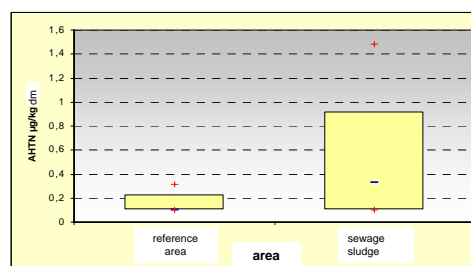 AHTN µg/kg dm
1,6
1,4
1,2
1
0,8
0,6
0,4
0,2
0
reference
area
sewage
sludge
area